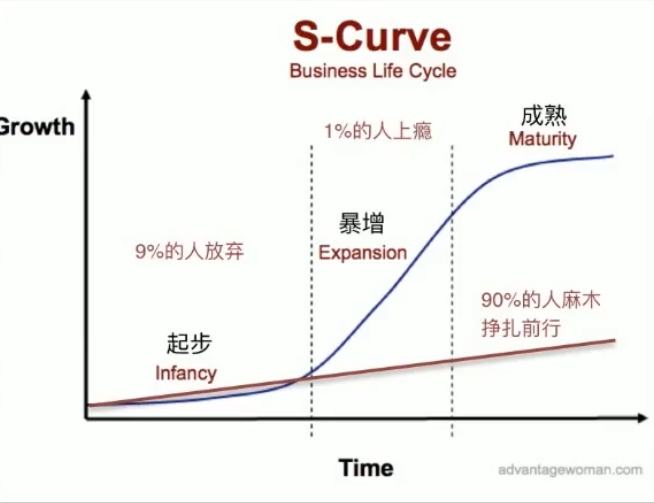 S-Curve
Business Life Cycle
Growth
1%的人上瘾
成熟
Maturity
暴增
Expansion
9%的人放弃
90%的人麻木
挣扎前行
起步
Infancy
Time
advantagewoman.com